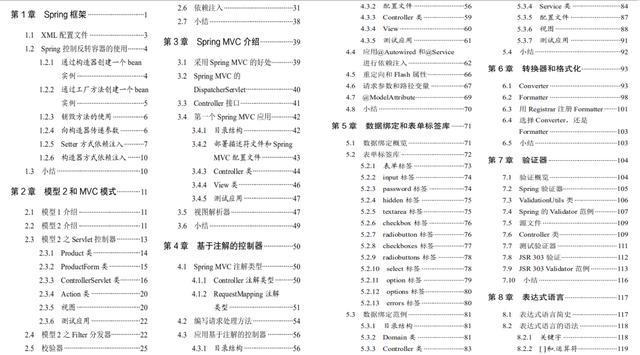 第1章 Spring 框架……1
1.1 XML 配置文件……3
1.2 Spring 控制反转容器的使用……4
1.2.1 通过构造器创建一个 bean
实例……4
1.2.2 通过工厂方法创建一个 bean
实例……5
1.2.3 销毁方法的使用……6
1.2.4 向构造器传递参数……6
1.2.5 Setter 方式依赖注入……7
1.2.6 构造器方式依赖注入……10
1.3 小结……10
第2章 模型 2 和 MVC 模式……11
2.1 模型 1 介绍……11
2.2 模型 2 介绍……11
2.3 模型 2 之 Servlet 控制器……13
2.3.1 Product 类……14
2.3.2 ProductForm 类……15
2.3.3 ControllerServlet 类……16
2.3.4 Action 类……20
2.3.5 视图……20
2.3.6 测试应用……22
2.4 模型 2 之 Filter 分发器……22
2.5 校验器……25
2.6 依赖注入……31
2.7 小结……38
第3章 Spring MVC 介绍……39
3.1 采用 Spring MVC 的好处……39
3.2 Spring MVC 的
DispatcherServlet……40
3.3 Controller 接口……41
3.4 第一个 Spring MVC 应用……42
3.4.1 目录结构……42
3.4.2 部署描述符文件和 Spring
MVC 配置文件……43
3.4.3 Controller 类……44
3.4.4 View 类……46
3.4.5 测试应用……47
3.5 视图解析器……47
3.6 小结……49
第4章 基于注解的控制器……50
4.1 Spring MVC 注解类型……50
4.1.1 Controller 注解类型……50
4.1.2 RequestMapping 注解
类型……51
4.2 编写请求处理方法……54
4.3 应用基于注解的控制器……56
4.3.1 目录结构……56
4.3.2 配置文件……56
4.3.3 Controller 类……59
4.3.4 View……60
4.3.5 测试应用……61
4.4 应用@Autowired 和@Service
进行依赖注入……62
4.5 重定向和 Flash 属性……66
4.6 请求参数和路径变量……67
4.7 @ModelAttribute……69
4.8 小结……70
第5章 数据绑定和表单标签库……71
5.1 数据绑定概览……71
5.2 表单标签库……72
5.2.1 表单标签……73
5.2.2 input 标签……74
5.2.3 password 标签……74
5.2.4 hidden 标签……75
5.2.5 textarea 标签……75
5.2.6 checkbox 标签……76
5.2.7 radiobutton 标签……76
5.2.8 checkboxes 标签……77
5.2.9 radiobuttons 标签……78
5.2.10 select 标签……78
5.2.11 option 标签……79
5.2.12 options 标签……80
5.2.13 errors 标签……80
5.3 数据绑定范例……81
5.3.1 目录结构……81
5.3.2 Domain 类……81
5.3.3 Controller 类……83
5.3.4 Service 类……84
5.3.5 配置文件……87
5.3.6 视图……88
5.3.7 测试应用……91
5.4 小结……92
第6章 转换器和格式化……93
6.1 Converter……93
6.2 Formatter……98
6.3 用 Registrar 注册 Formatter……101
6.4 选择 Converter，还是
Formatter……103
6.5 小结……103
第7章 验证器……104
7.1 验证概览……104
7.2 Spring 验证器……105
7.3 ValidationUtils 类……106
7.4 Spring 的 Validator 范例……107
7.5 源文件……109
7.6 Controller 类……109
7.7 测试验证器……111
7.8 JSR 303 验证……112
7.9 JSR 303 Validator 范例……113
7.10 小结……116
第8章 表达式语言……117
8.1 表达式语言简史……117
8.2 表达式语言的语法……118
8.2.1 关键字……118
8.2.2 [ ]和.运算符……119